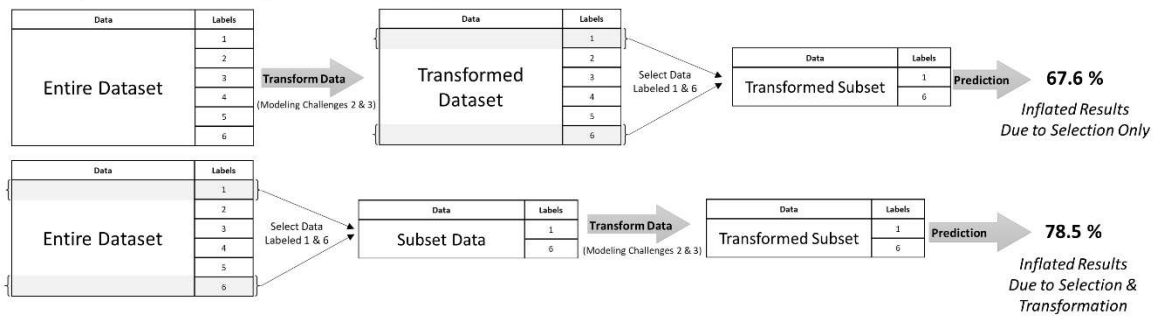 Data Labels
1
2
3
4
5
6
Entire Dataset
Transform Data
(Modeling Challenges 2 & 3)
Data Labels
1
2
3
4
5
6
Transformed
Dataset
Select Data
Labeled 1 & 6
Data Labels
1
6
Transformed Subset
Prediction
67.6 %
Inflated Results
Due to Selection Only
Data Labels
1
2
3
4
5
6
Entire Dataset
Select Data
Labeled 1 & 6
Data Labels
1
6
Subset Data
Transform Data
(Modeling Challenges 2 & 3)
Data Labels
1
6
Transformed Subset
Prediction
78.5 %
Inflated Results
Due to Selection &
Transformation